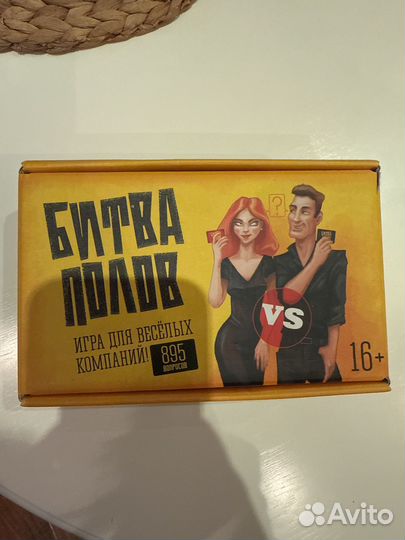 БИТВА
ПОЛОВ
ИГРА ДЛЯ ВЕСЁЛЫХ
КОМПАНИЙ!
895
ВОПРОСОВ
?
VS
16+
Avito